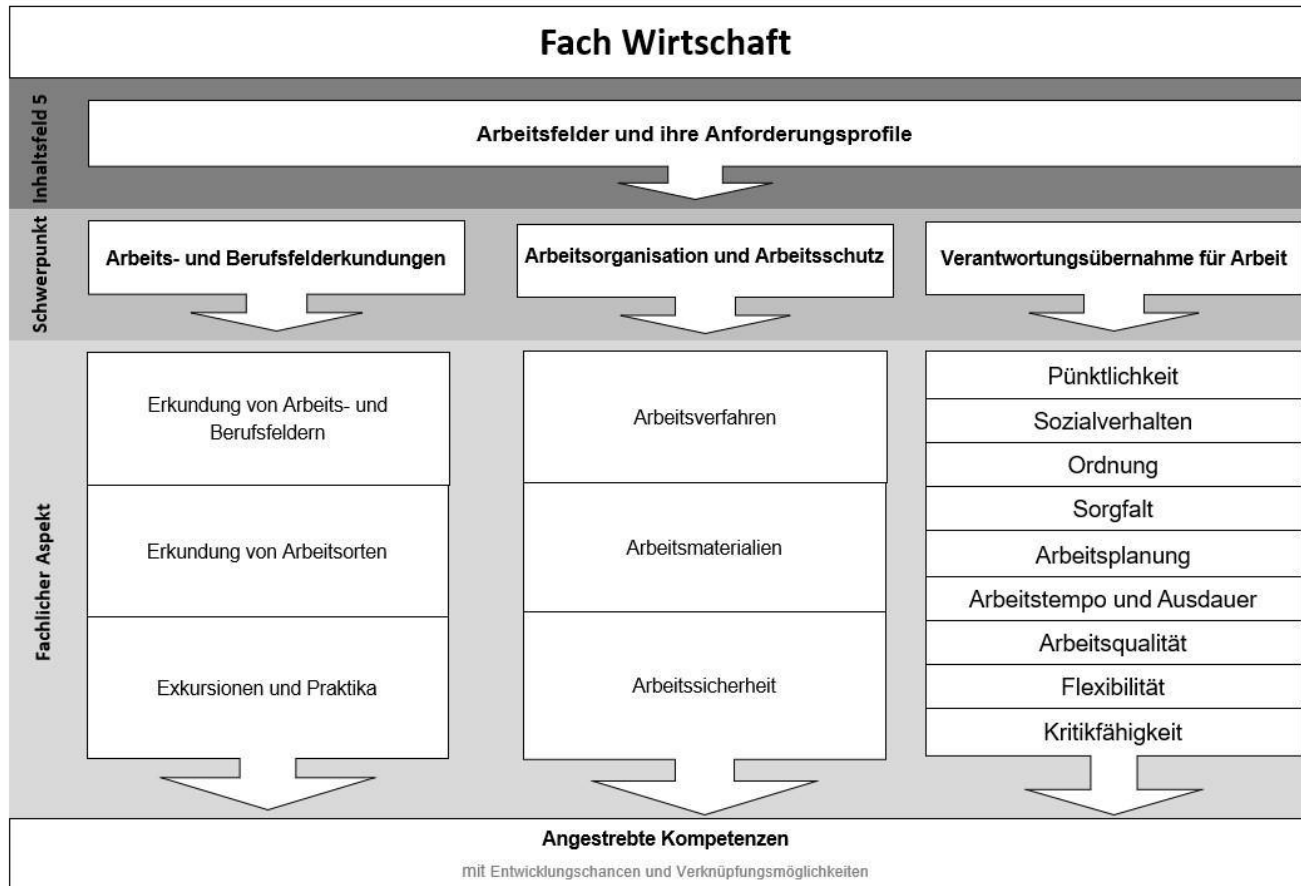 Fach Wirtschaft
Inhaltsfeld 5
Arbeitsfelder und ihre Anforderungsprofile
Schwerpunkt
Arbeits- und Berufsfelderkundungen
Arbeitsorganisation und Arbeitsschutz
Verantwortungsübernahme für Arbeit
Fachlicher Aspekt
Erkundung von Arbeits- und
Berufsfeldern
Erkundung von Arbeitsorten
Exkursionen und Praktika
Arbeitsverfahren
Arbeitsmaterialien
Arbeitssicherheit
Pünktlichkeit
Sozialverhalten
Ordnung
Sorgfalt
Arbeitsplanung
Arbeitstempo und Ausdauer
Arbeitsqualität
Flexibilität
Kritikfähigkeit
Angestrebte Kompetenzen
mit Entwicklungschancen und Verknüpfungsmöglichkeiten